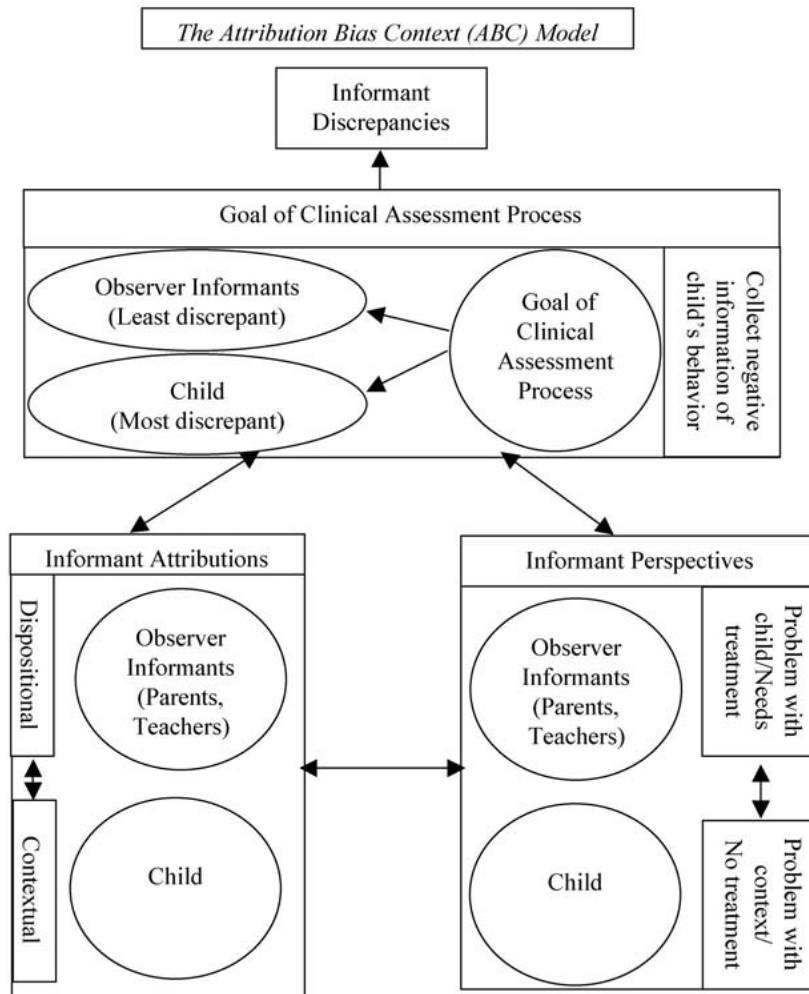 The Attribution Bias Context (ABC) Model
Informant
Discrepancies
Goal of Clinical Assessment Process
Observer Informants
(Least discrepant)
Child
(Most discrepant)
Goal of
Clinical
Assessment
Process
Collect negative
information of
child's behavior
Informant Attributions
Dispositional
Observer
Informants
(Parents,
Teachers)
Contextual
Child
Informant Perspectives
Observer
Informants
(Parents,
Teachers)
Problem with
child/Needs
treatment
Child
Problem with
context/
No treatment